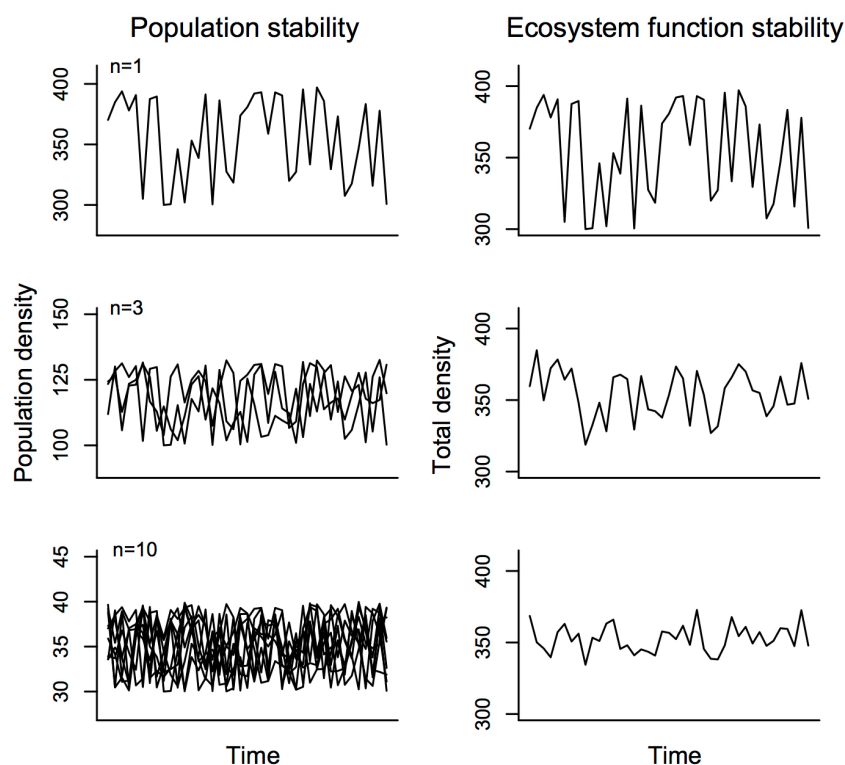 Population stability
Ecosystem function stability
n=1
400
350
300
400
350
300
n=3
150
125
100
400
350
300
Population density
Total density
n=10
45
40
35
30
400
350
300
Time
Time